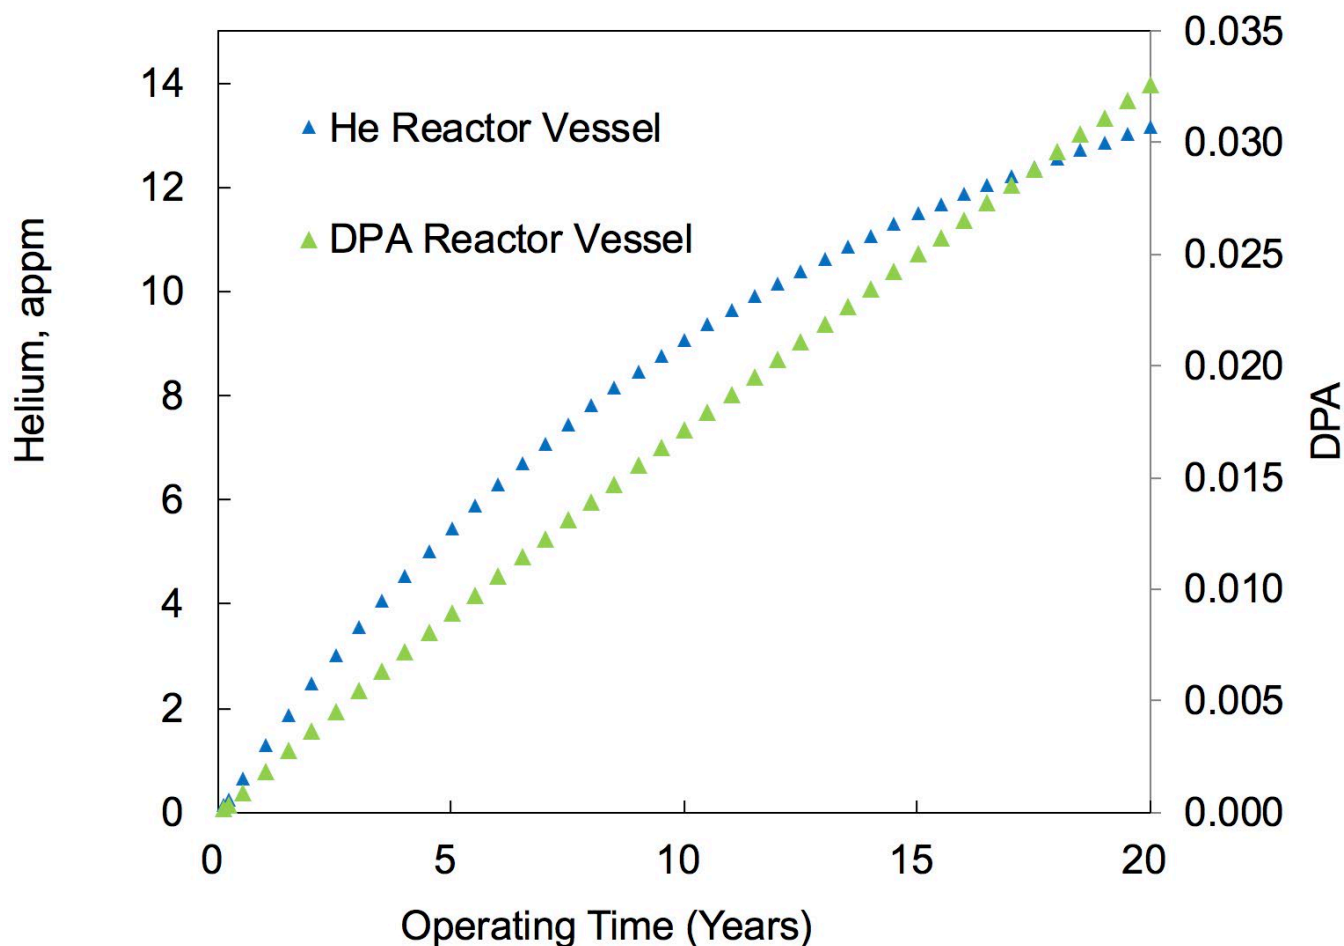 0.035
14
He Reactor Vessel
0.030
12
DPA Reactor Vessel
0.025
10
Helium, appm
0.020
8
DPA
6
0.015
4
0.010
2
0.005
0
0.000
0 5 10 15 20
Operating Time (Years)